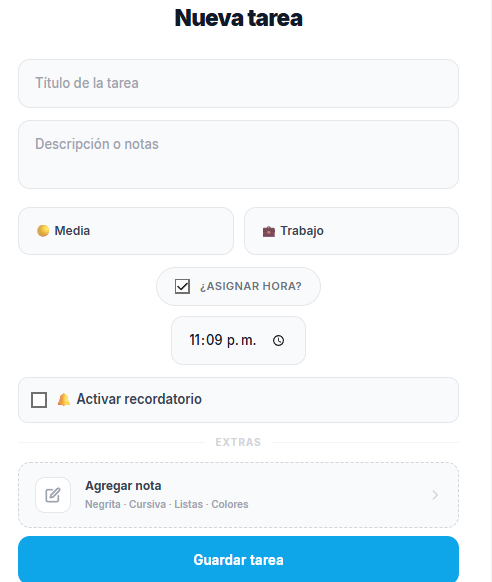 Nueva tarea
Título de la tarea
Descripción o notas
Media
Trabajo
¿ASIGNAR HORA?
11:09 p. m.
Activar recordatorio
EXTRAS
Agregar nota
Negrita · Cursiva · Listas · Colores
Guardar tarea